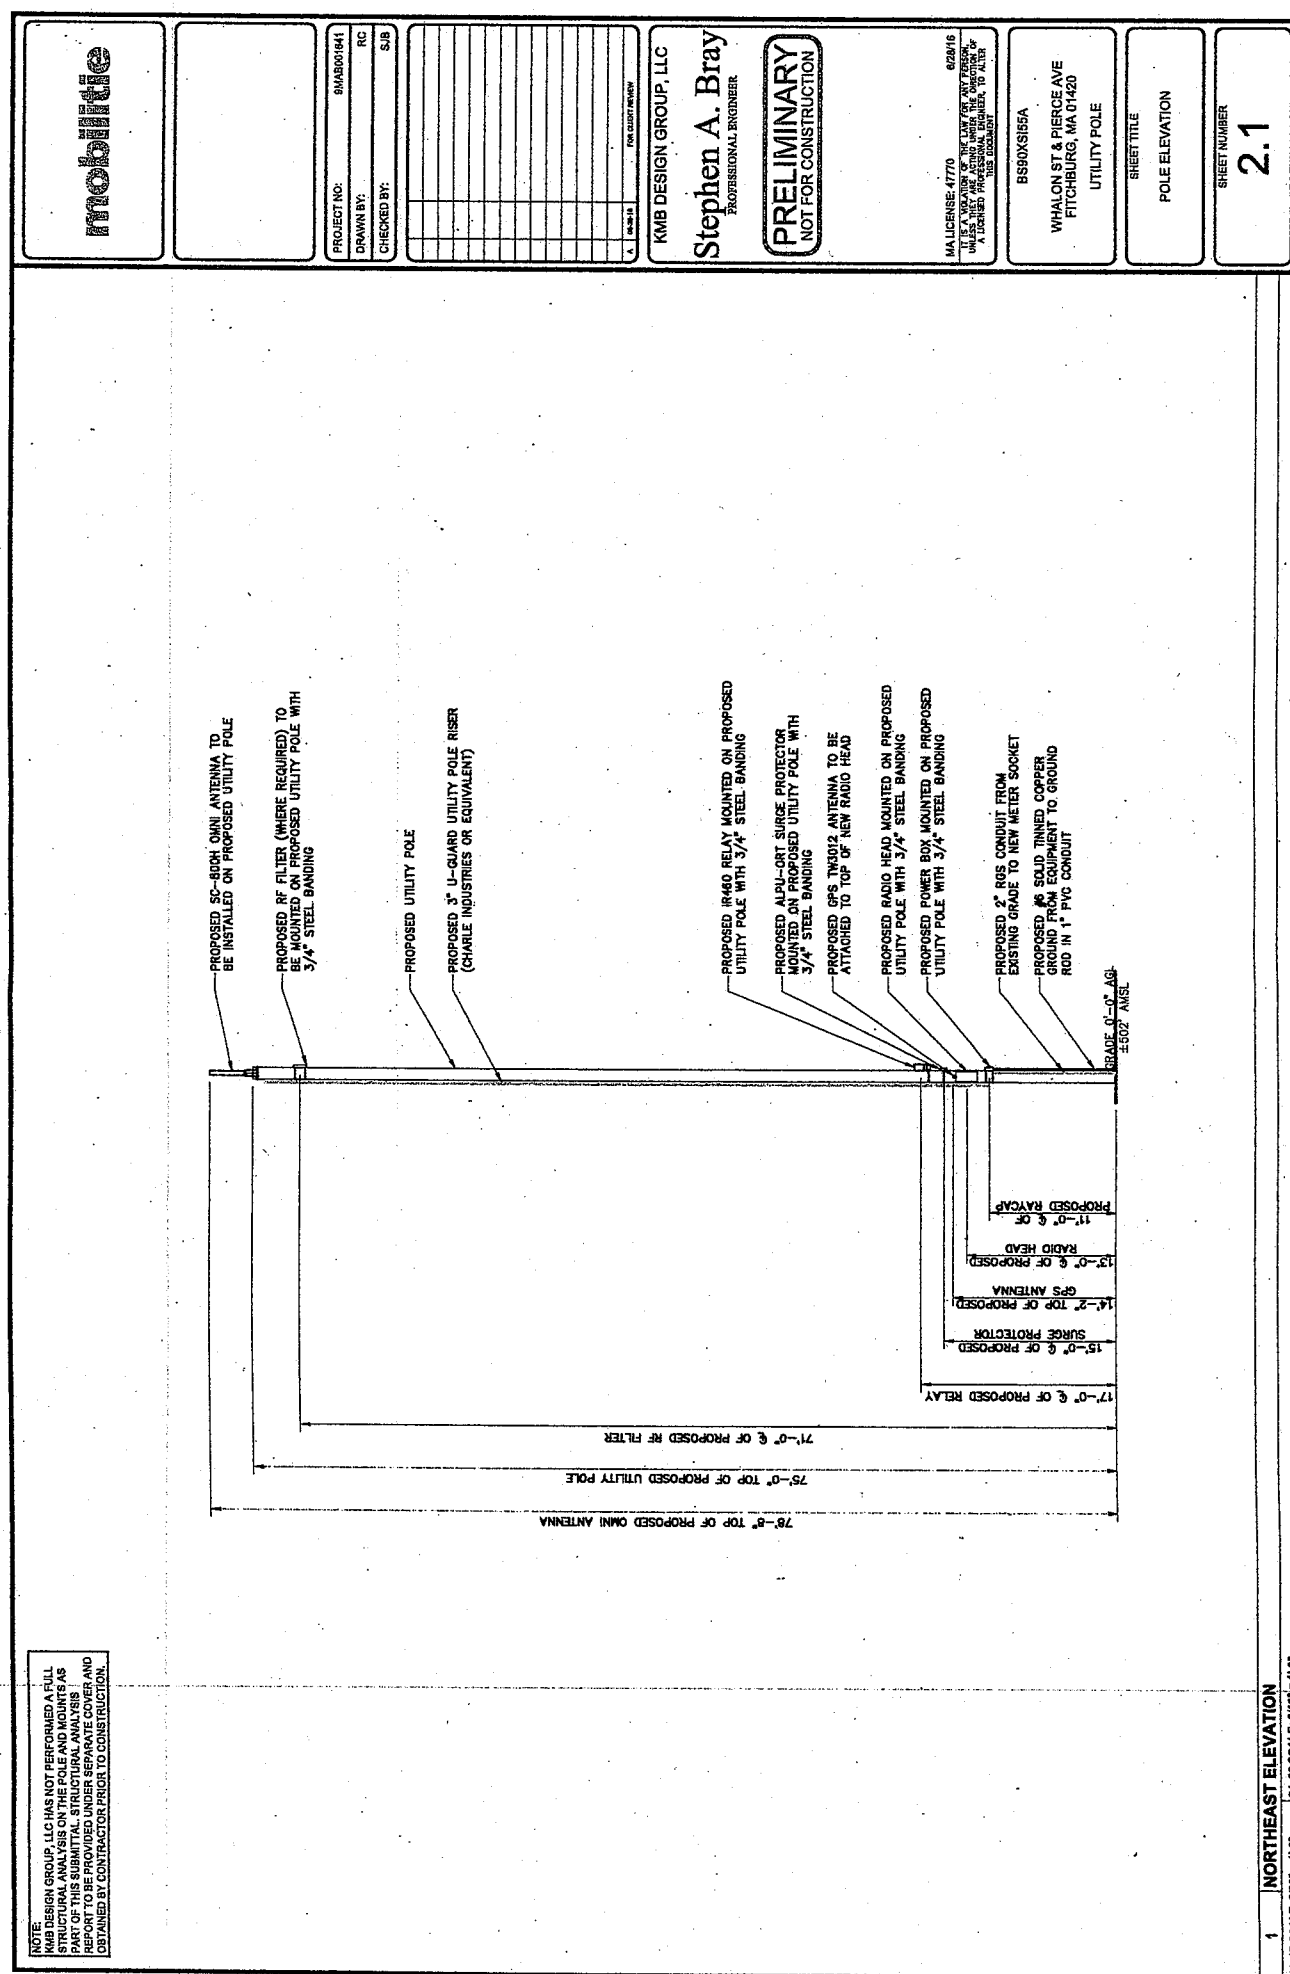 NOTE:
KMB DESIGN GROUP, LLC HAS NOT PERFORMED A FULL
STRUCTURAL ANALYSIS ON THE POLE AND MOUNTS AS
PART OF THIS SUBMITTAL. STRUCTURAL ANALYSIS
REPORT TO BE PROVIDED UNDER SEPARATE COVER AND
OBTAINED BY CONTRACTOR PRIOR TO CONSTRUCTION.
78'-8" TOP OF PROPOSED OMNI ANTENNA
75'-0" TOP OF PROPOSED UTILITY POLE
71'-0" ℄ OF PROPOSED RF FILTER
17'-0" ℄ OF PROPOSED RELAY
15'-0" ℄ OF PROPOSED
SURGE PROTECTOR
14'-2" TOP OF PROPOSED
GPS ANTENNA
13'-0" ℄ OF PROPOSED
RADIO HEAD
11'-0" ℄ OF
PROPOSED RAYCAP
PROPOSED SC-800H OMNI ANTENNA TO
BE INSTALLED ON PROPOSED UTILITY POLE
PROPOSED RF FILTER (WHERE REQUIRED) TO
BE MOUNTED ON PROPOSED UTILITY POLE WITH
3/4" STEEL BANDING
PROPOSED UTILITY POLE
PROPOSED 3" U-GUARD UTILITY POLE RISER
(CHARLE INDUSTRIES OR EQUIVALENT)
PROPOSED IR460 RELAY MOUNTED ON PROPOSED
UTILITY POLE WITH 3/4" STEEL BANDING
PROPOSED ALPU-ORT SURGE PROTECTOR
MOUNTED ON PROPOSED UTILITY POLE WITH
3/4" STEEL BANDING
PROPOSED GPS TW3012 ANTENNA TO BE
ATTACHED TO TOP OF NEW RADIO HEAD
PROPOSED RADIO HEAD MOUNTED ON PROPOSED
UTILITY POLE WITH 3/4" STEEL BANDING
PROPOSED POWER BOX MOUNTED ON PROPOSED
UTILITY POLE WITH 3/4" STEEL BANDING
PROPOSED 2" RGS CONDUIT FROM
EXISTING GRADE TO NEW METER SOCKET
PROPOSED #6 SOLID TINNED COPPER
GROUND FROM EQUIPMENT TO GROUND
ROD IN 1" PVC CONDUIT
GRADE 0'-0" AGL
±502' AMSL
1 NORTHEAST ELEVATION
mobilitie
PROJECT NO: 9MAB001641
DRAWN BY: RC
CHECKED BY: SJB
A FOR CLIENT REVIEW
KMB DESIGN GROUP, LLC
Stephen A. Bray
PROFESSIONAL ENGINEER
PRELIMINARY
NOT FOR CONSTRUCTION
MA LICENSE: 47770 6/28/16
IT IS A VIOLATION OF THE LAW FOR ANY PERSON,
UNLESS THEY ARE ACTING UNDER THE DIRECTION OF
A LICENSED PROFESSIONAL ENGINEER, TO ALTER
THIS DOCUMENT
BS90XSI55A
WHALON ST & PIERCE AVE
FITCHBURG, MA 01420
UTILITY POLE
SHEET TITLE
POLE ELEVATION
SHEET NUMBER
2.1